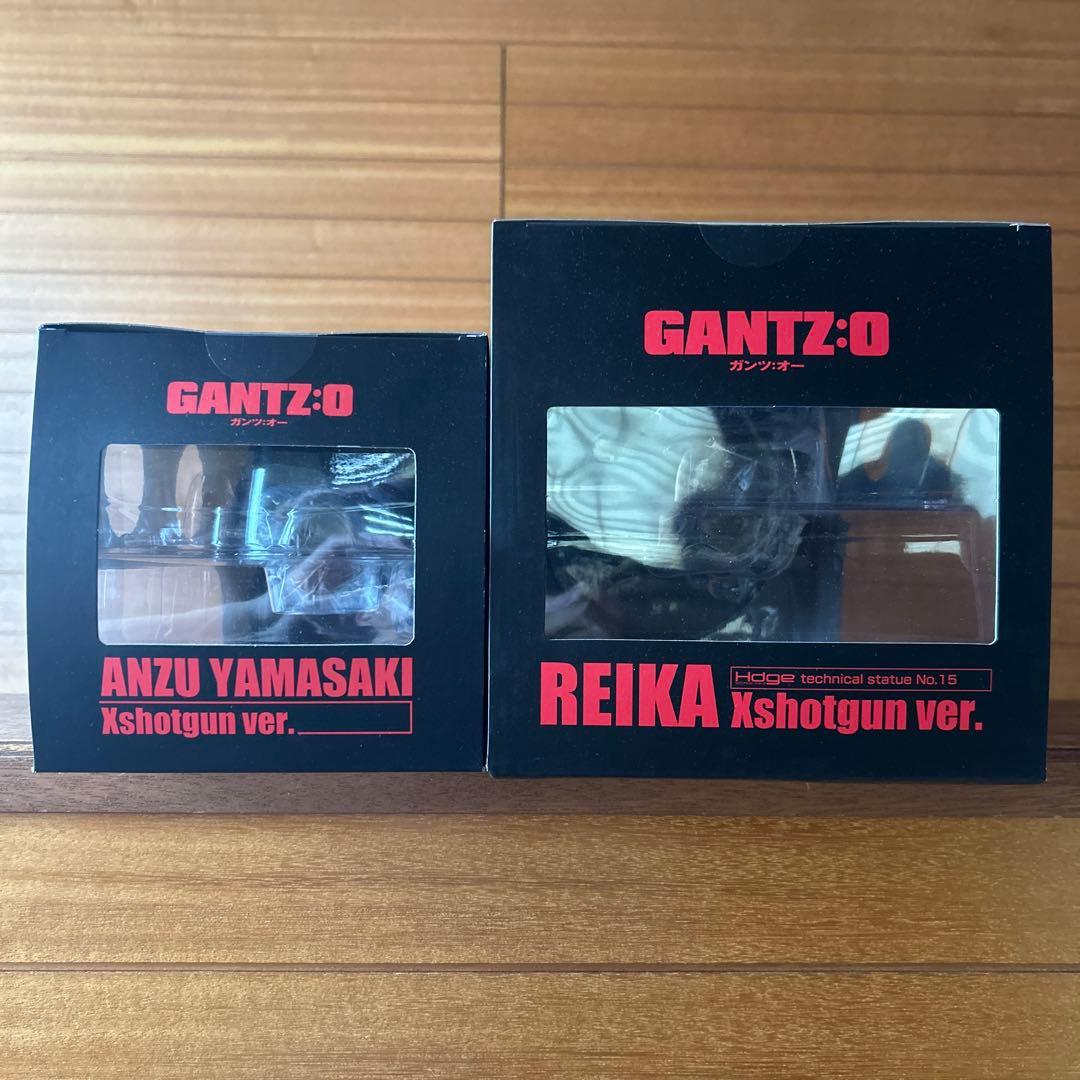 GANTZ:O
ガンツ:オー
ANZU YAMASAKI
Xshotgun ver.
GANTZ:O
ガンツ:オー
REIKA
Hdge technical statue No.15
Xshotgun ver.